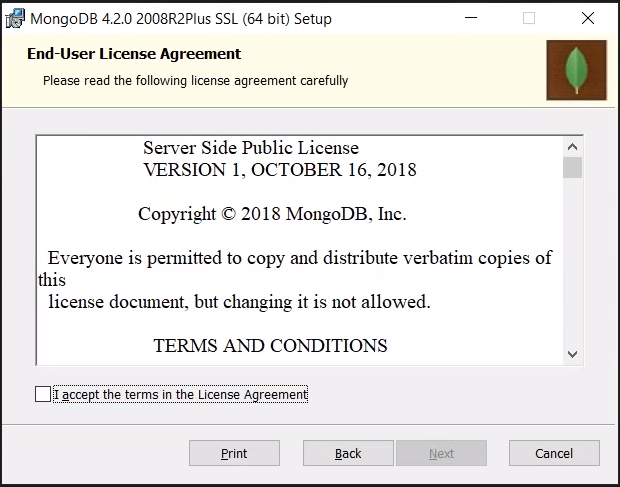 MongoDB 4.2.0 2008R2Plus SSL (64 bit) Setup
End-User License Agreement
Please read the following license agreement carefully
Server Side Public License
VERSION 1, OCTOBER 16, 2018
Copyright © 2018 MongoDB, Inc.
Everyone is permitted to copy and distribute verbatim copies of
this
license document, but changing it is not allowed.
TERMS AND CONDITIONS
I accept the terms in the License Agreement
Print Back Next Cancel